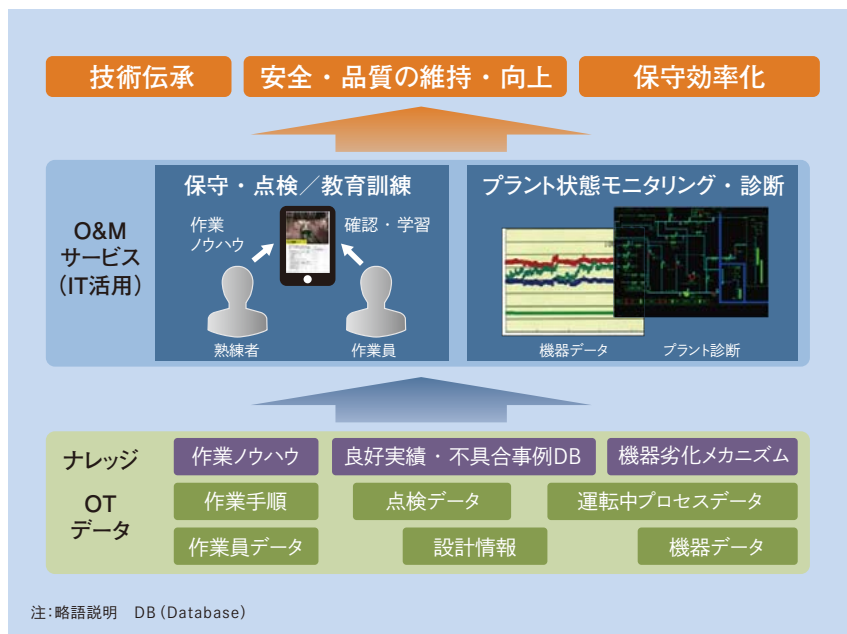 技術伝承
安全・品質の維持・向上
保守効率化
O&M
サービス
(IT活用)
保守・点検／教育訓練
作業
ノウハウ
確認・学習
熟練者
作業員
プラント状態モニタリング・診断
機器データ
プラント診断
ナレッジ
作業ノウハウ
良好実績・不具合事例DB
機器劣化メカニズム
OT
データ
作業手順
点検データ
運転中プロセスデータ
作業員データ
設計情報
機器データ
注:略語説明　DB(Database)